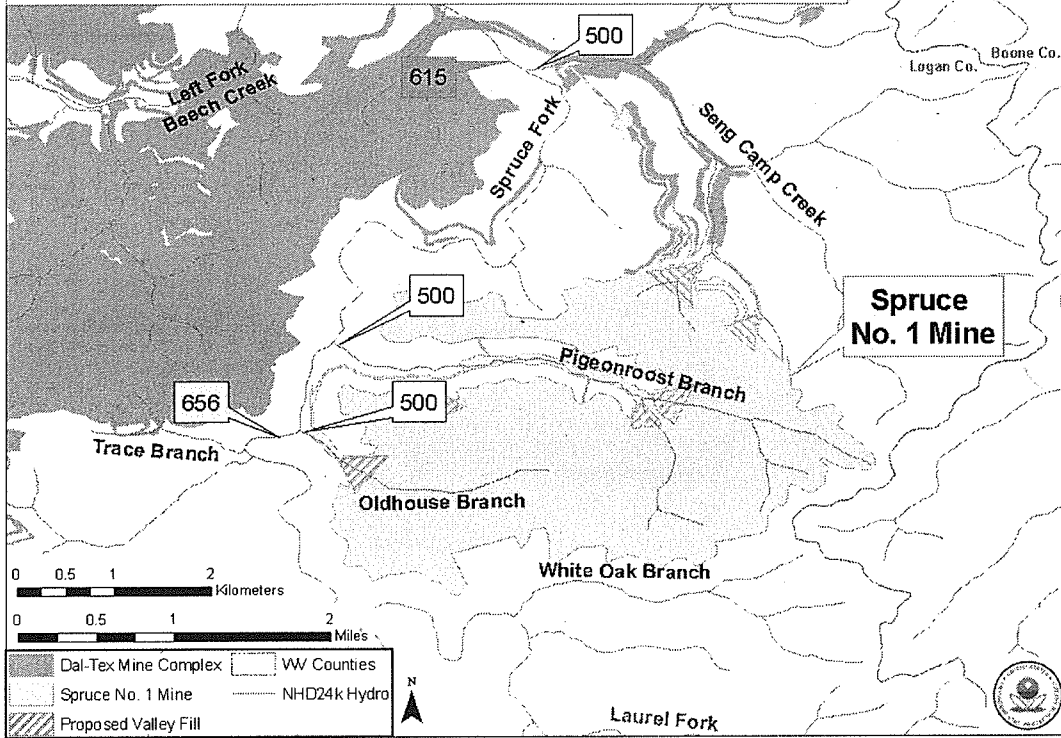 500
615
Boone Co.
Logan Co.
Left Fork
Beech Creek
Spruce Fork
Seng Camp Creek
500
Spruce
No. 1 Mine
Pigeonroost Branch
656
500
Trace Branch
Oldhouse Branch
White Oak Branch
0 0.5 1 2
Kilometers
0 0.5 1 2
Miles
Dal-Tex Mine Complex
WV Counties
Spruce No. 1 Mine
NHD24k Hydro
Proposed Valley Fill
N
Laurel Fork